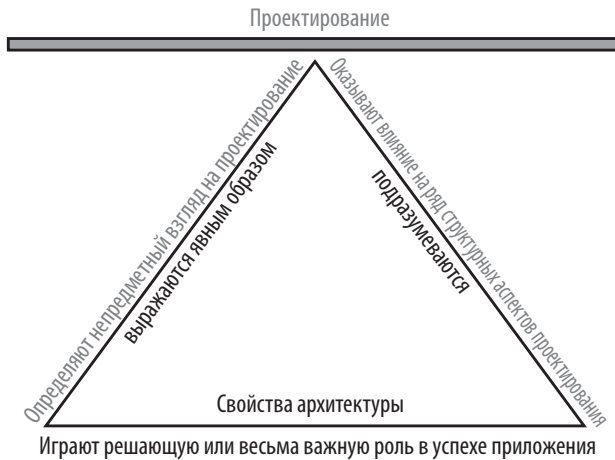 Проектирование
Определяют непредметный взгляд на проектирование
выражаются явным образом
Оказывают влияние на ряд структурных аспектов проектирования
подразумеваются
Свойства архитектуры
Играют решающую или весьма важную роль в успехе приложения